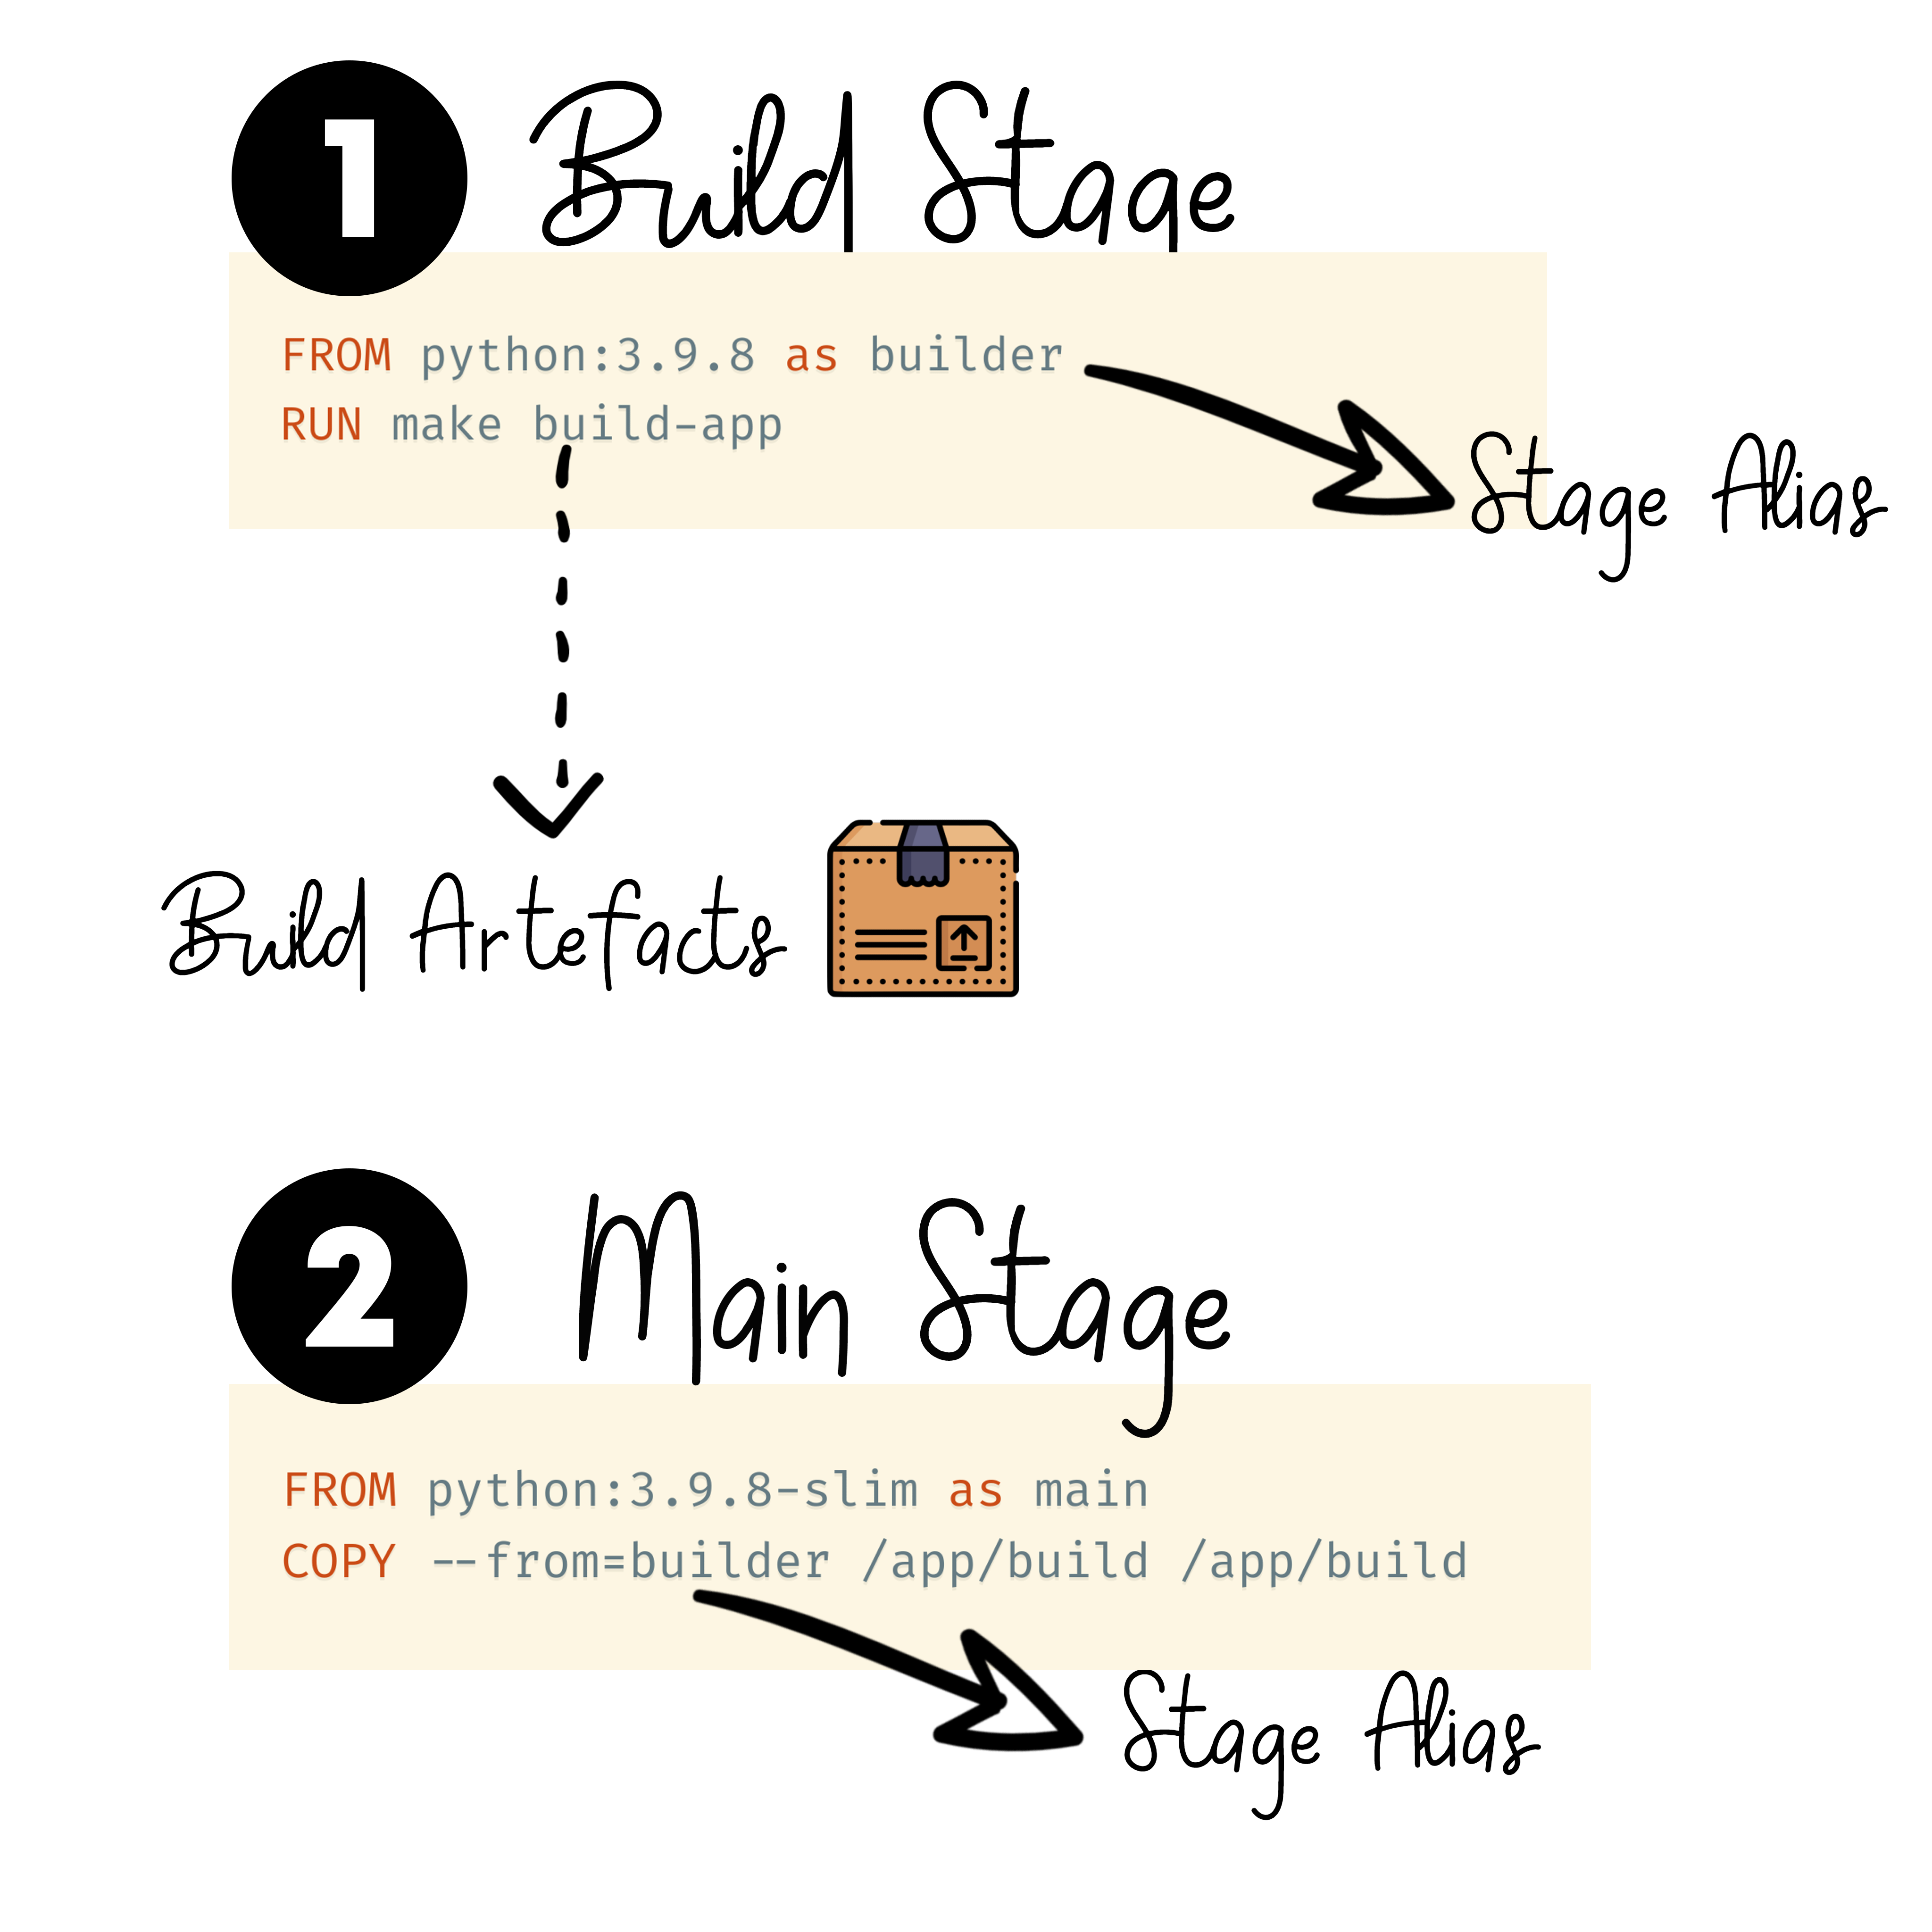 1
Build Stage
FROM python:3.9.8 as builder
RUN make build-app
Stage Alias
Build Artefacts
2
Main Stage
FROM python:3.9.8-slim as main
COPY --from=builder /app/build /app/build
Stage Alias